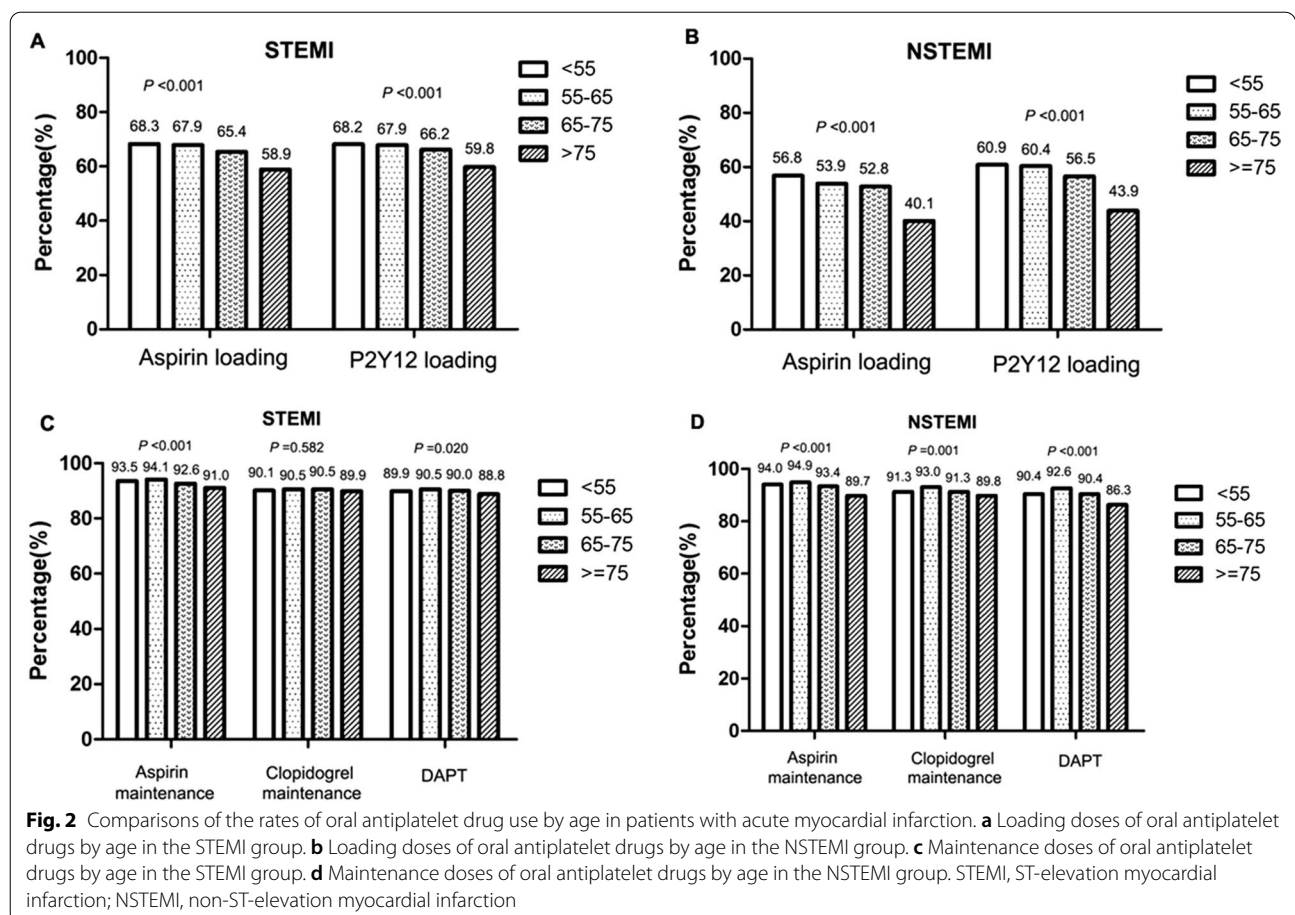 A
STEMI
100
80
60
40
20
0
Percentage(%)
P <0.001
P <0.001
68.3 67.9 65.4 58.9
68.2 67.9 66.2 59.8
Aspirin loading
P2Y12 loading
<55
55-65
65-75
>75
B
NSTEMI
100
80
60
40
20
0
Percentage(%)
P <0.001
P <0.001
56.8 53.9 52.8 40.1
60.9 60.4 56.5 43.9
Aspirin loading
P2Y12 loading
<55
55-65
65-75
>=75
C
STEMI
100
80
60
40
20
0
Percentage(%)
P <0.001
P =0.582
P =0.020
93.5 94.1 92.6 91.0
90.1 90.5 90.5 89.9
89.9 90.5 90.0 88.8
Aspirin
maintenance
Clopidogrel
maintenance
DAPT
<55
55-65
65-75
>=75
D
NSTEMI
100
80
60
40
20
0
Percentage(%)
P <0.001
P =0.001
P <0.001
94.0 94.9 93.4 89.7
91.3 93.0 91.3 89.8
90.4 92.6 90.4 86.3
Aspirin
maintenance
Clopidogrel
maintenance
DAPT
<55
55-65
65-75
>=75
Fig. 2 Comparisons of the rates of oral antiplatelet drug use by age in patients with acute myocardial infarction. a Loading doses of oral antiplatelet
drugs by age in the STEMI group. b Loading doses of oral antiplatelet drugs by age in the NSTEMI group. c Maintenance doses of oral antiplatelet
drugs by age in the STEMI group. d Maintenance doses of oral antiplatelet drugs by age in the NSTEMI group. STEMI, ST-elevation myocardial
infarction; NSTEMI, non-ST-elevation myocardial infarction